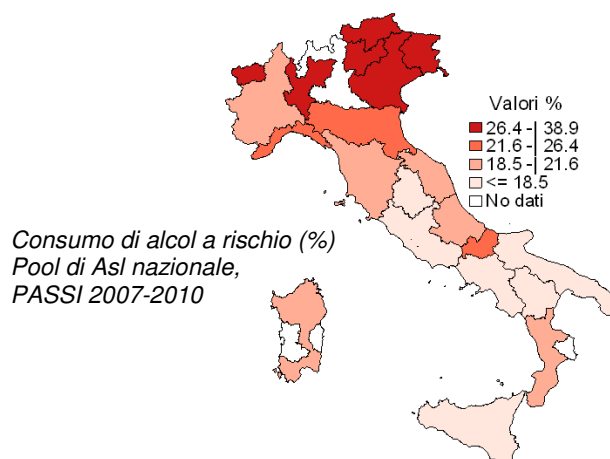 Valori %
26.4 -| 38.9
21.6 -| 26.4
18.5 -| 21.6
<= 18.5
No dati
Consumo di alcol a rischio (%)
Pool di Asl nazionale,
PASSI 2007-2010